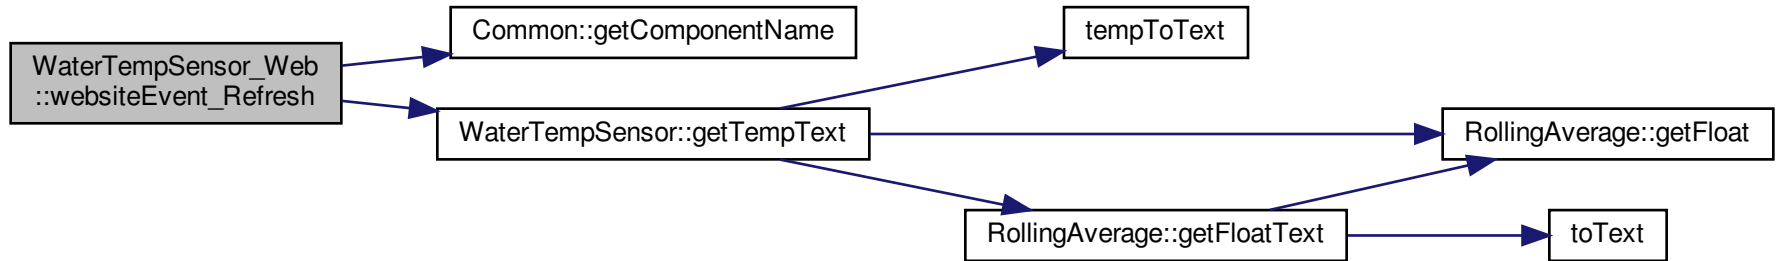 WaterTempSensor_Web
::websiteEvent_Refresh
Common::getComponentName
WaterTempSensor::getTempText
tempToText
RollingAverage::getFloat
RollingAverage::getFloatText
toText